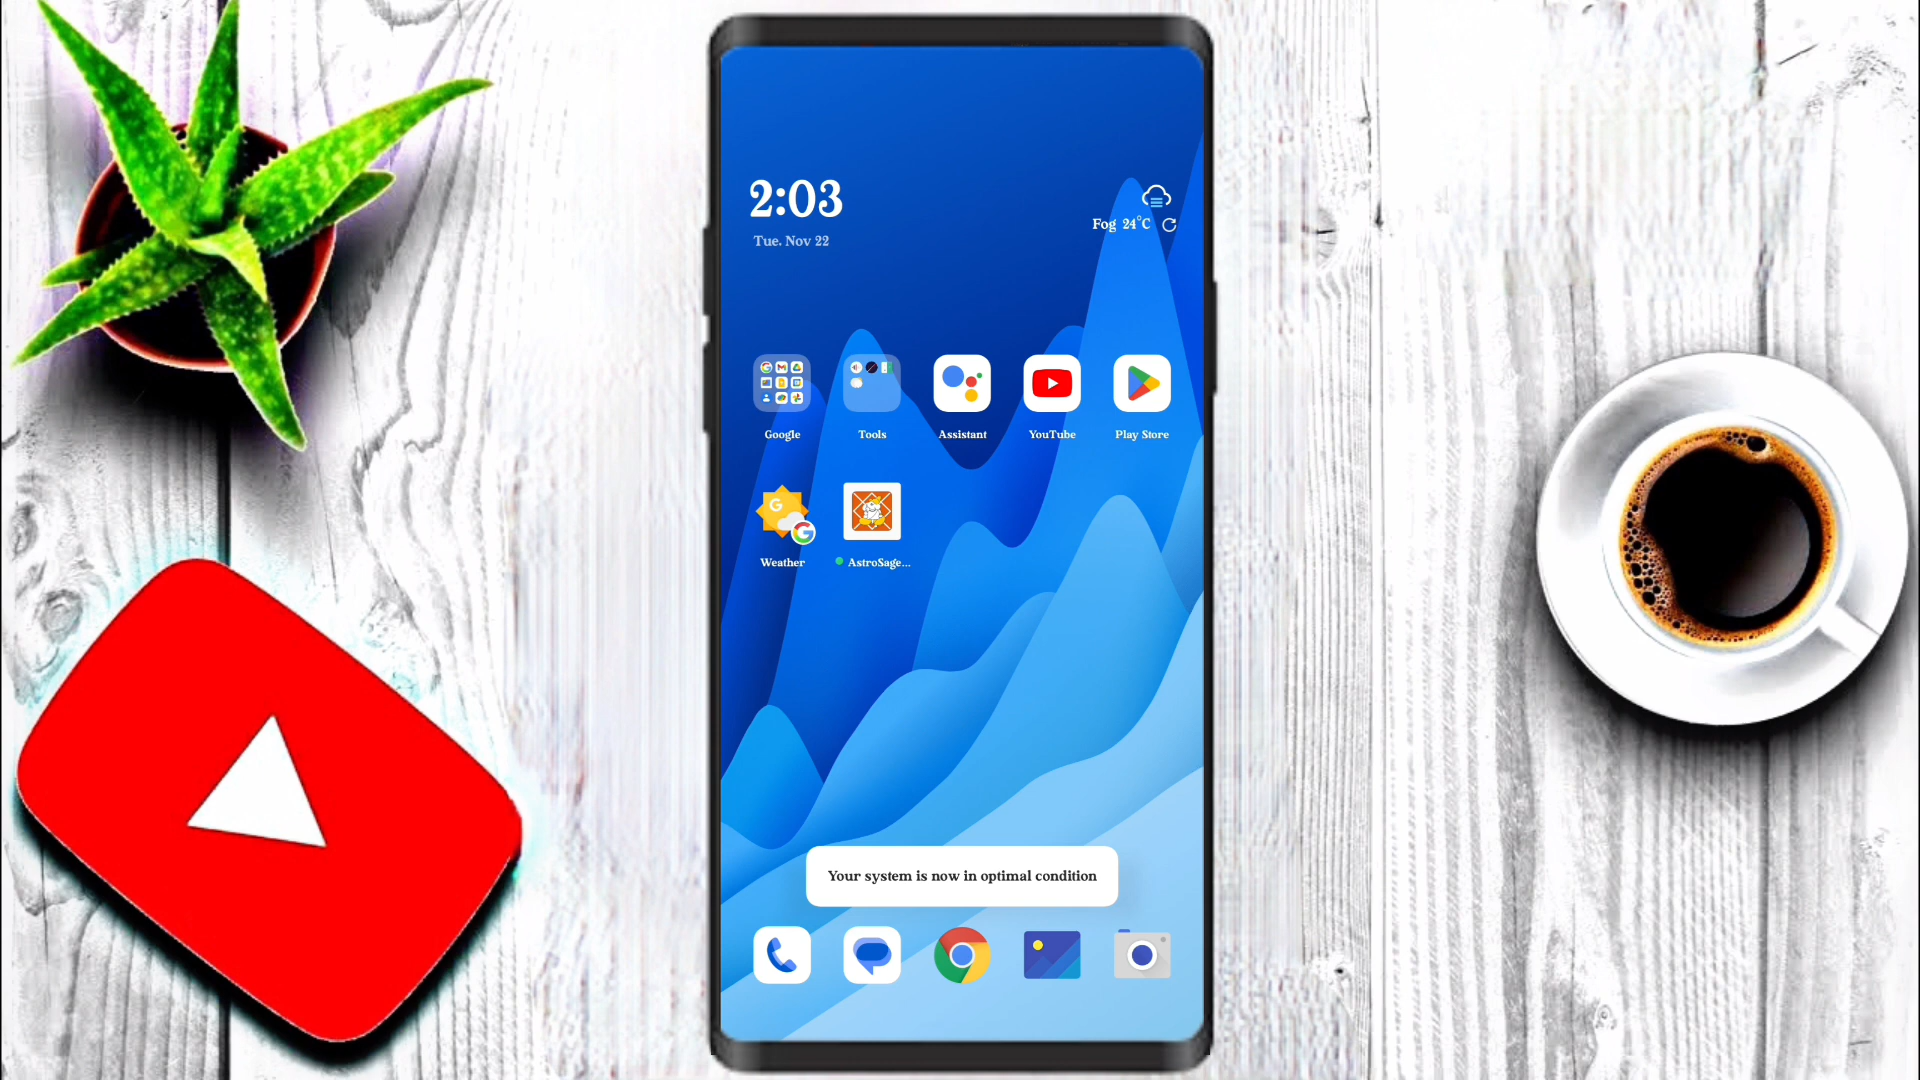 2:03
Tue. Nov 22
Fog 24°C
Google
Tools
Assistant
YouTube
Play Store
Weather
AstroSage...
Your system is now in optimal condition